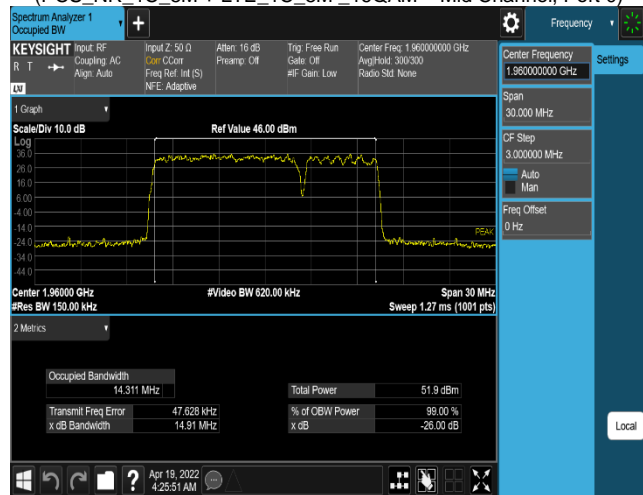 Spectrum Analyzer 1
Occupied BW
Frequency
KEYSIGHT
R T
LXI
Input: RF
Coupling: AC
Align: Auto
Input Z: 50 Ω
Corr CCorr
Freq Ref: Int (S)
NFE: Adaptive
Atten: 16 dB
Preamp: Off
Trig: Free Run
Gate: Off
#IF Gain: Low
Center Freq: 1.960000000 GHz
Avg|Hold: 300/300
Radio Std: None
Center Frequency
1.960000000 GHz
Settings
Span
30.000 MHz
CF Step
3.000000 MHz
Auto
Man
Freq Offset
0 Hz
1 Graph
Scale/Div 10.0 dB
Ref Value 46.00 dBm
Log
36.0
26.0
16.0
6.00
-4.00
-14.0
-24.0
-34.0
-44.0
PEAK
Center 1.96000 GHz
#Video BW 620.00 kHz
Span 30 MHz
#Res BW 150.00 kHz
Sweep 1.27 ms (1001 pts)
2 Metrics
Occupied Bandwidth
14.311 MHz
Total Power 51.9 dBm
Transmit Freq Error 47.628 kHz
% of OBW Power 99.00 %
x dB Bandwidth 14.91 MHz
x dB -26.00 dB
Local
?
Apr 19, 2022
4:25:51 AM